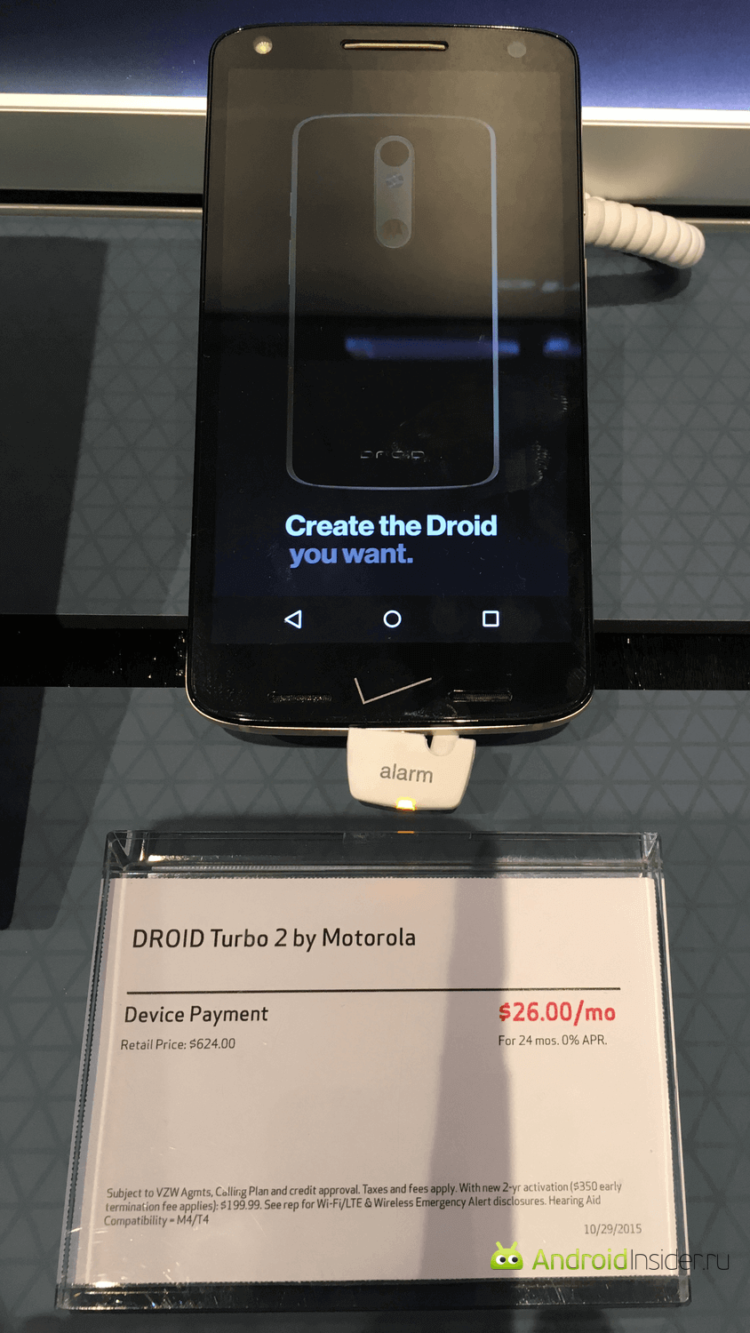 DROID
Create the Droid
you want.
alarm
DROID Turbo 2 by Motorola
Device Payment
$26.00/mo
Retail Price: $624.00
For 24 mos. 0% APR.
Subject to VZW Agmts, Calling Plan and credit approval. Taxes and fees apply. With new 2-yr activation ($350 early
termination fee applies): $199.99. See rep for Wi-Fi/LTE & Wireless Emergency Alert disclosures. Hearing Aid
Compatibility = M4/T4
10/29/2015
AndroidInsider.ru